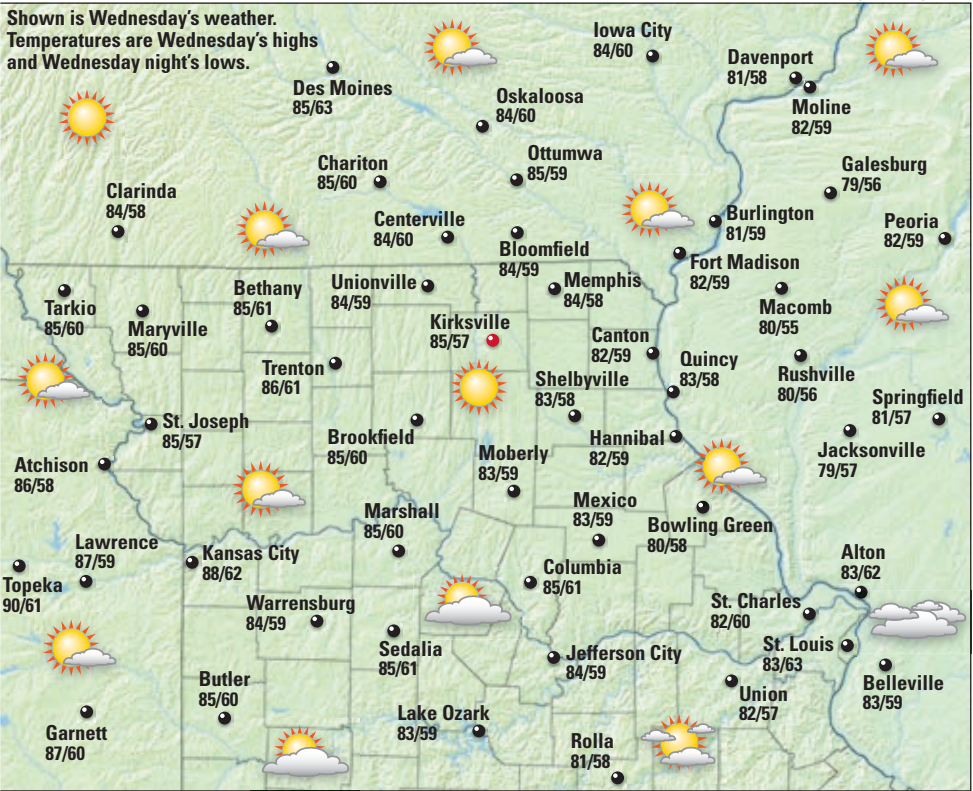 Shown is Wednesday's weather.
Temperatures are Wednesday's highs
and Wednesday night's lows.
Iowa City
84/60
Davenport
81/58
Moline
82/59
Des Moines
85/63
Oskaloosa
84/60
Ottumwa
85/59
Chariton
85/60
Galesburg
79/56
Clarinda
84/58
Centerville
84/60
Bloomfield
84/59
Burlington
81/59
Peoria
82/59
Fort Madison
82/59
Tarkio
85/60
Maryville
85/60
Bethany
85/61
Unionville
84/59
Memphis
84/58
Macomb
80/55
Kirksville
85/57
Canton
82/59
Trenton
86/61
Quincy
83/58
Rushville
80/56
Shelbyville
83/58
Springfield
81/57
St. Joseph
85/57
Brookfield
85/60
Hannibal
82/59
Jacksonville
79/57
Atchison
86/58
Moberly
83/59
Mexico
83/59
Bowling Green
80/58
Marshall
85/60
Lawrence
87/59
Kansas City
88/62
Topeka
90/61
Columbia
85/61
Alton
83/62
Warrensburg
84/59
St. Charles
82/60
Sedalia
85/61
Jefferson City
84/59
St. Louis
83/63
Belleville
83/59
Butler
85/60
Union
82/57
Lake Ozark
83/59
Garnett
87/60
Rolla
81/58